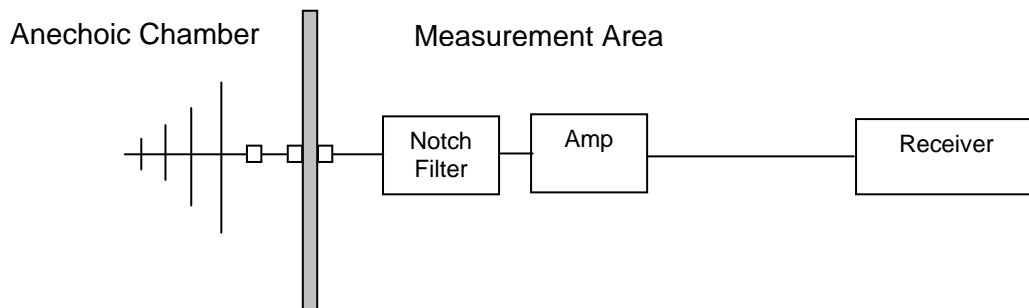 Anechoic Chamber
Measurement Area
Notch
Filter
Amp
Receiver